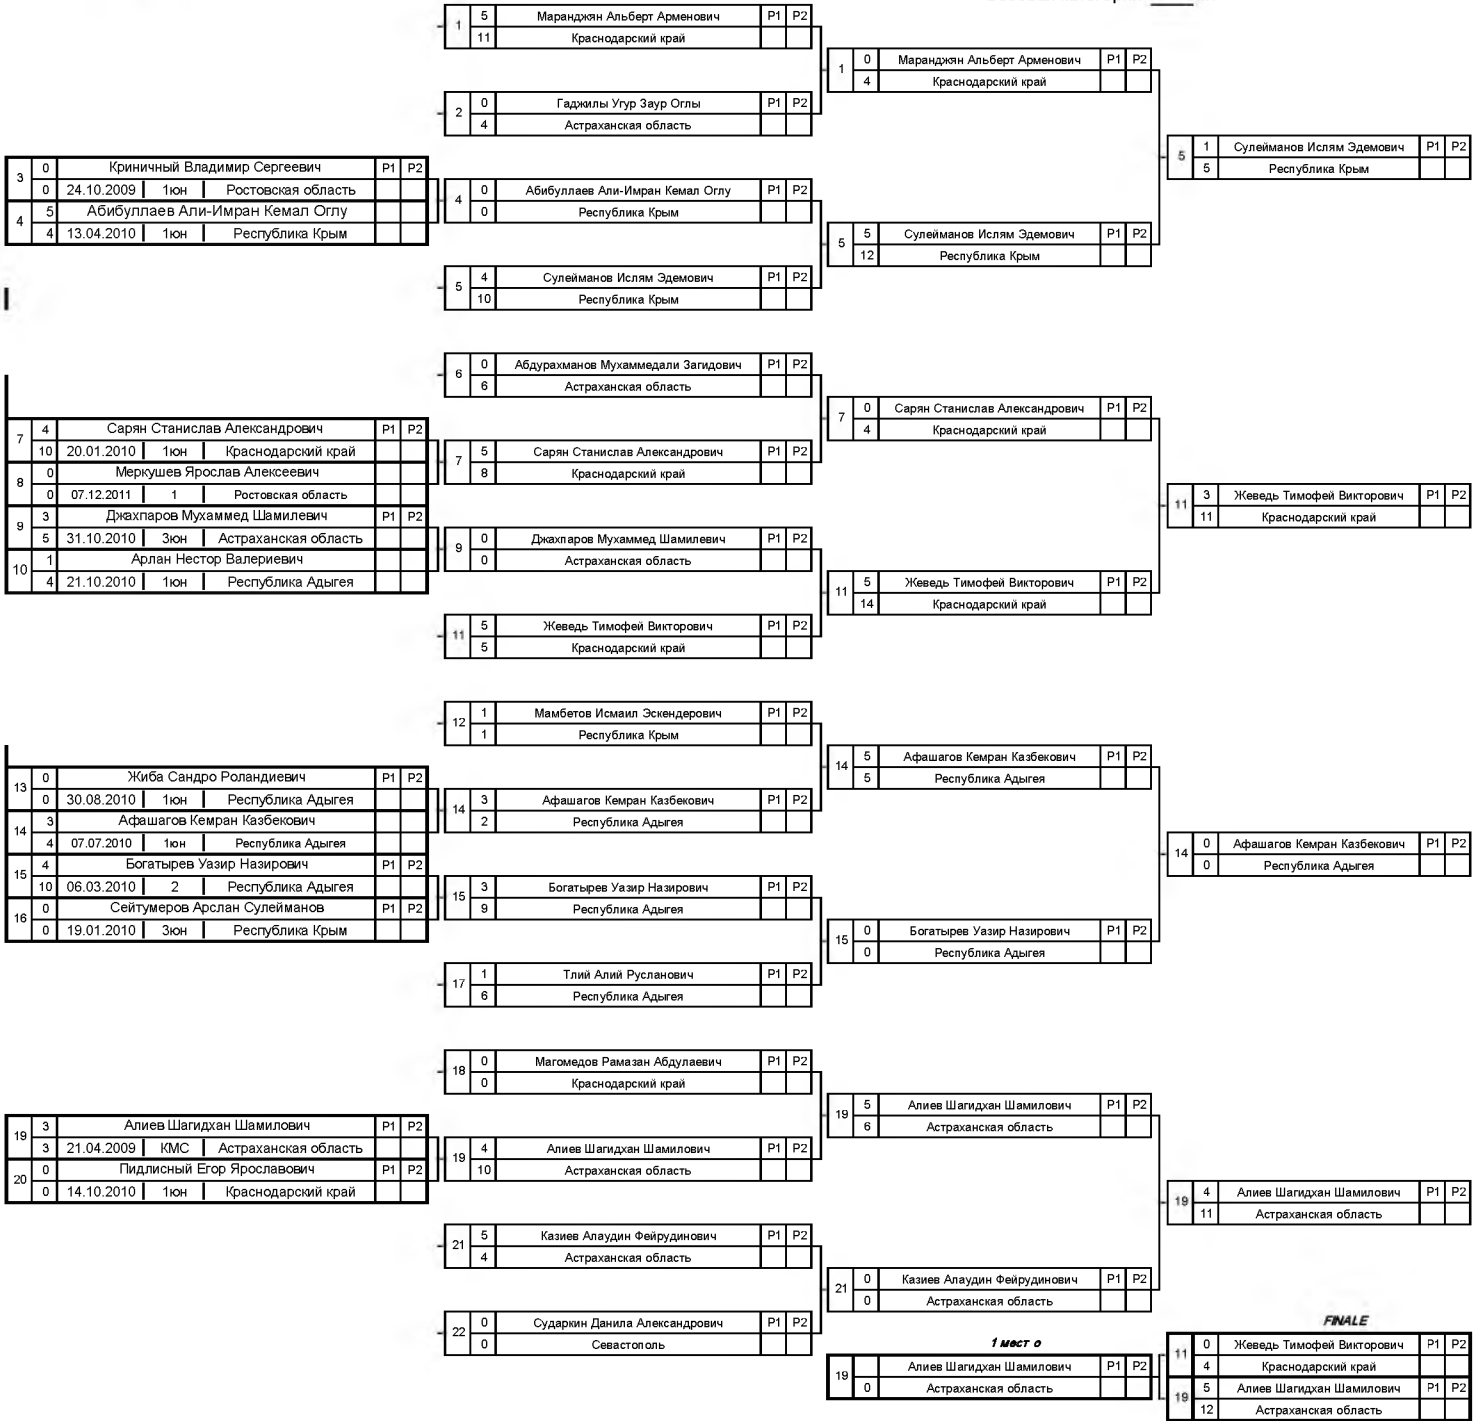 1 5 Маранджян Альберт Арменович P1 P2
11 Краснодарский край
1 0 Маранджян Альберт Арменович P1 P2
4 Краснодарский край
2 0 Гаджилы Угур Заур Оглы P1 P2
4 Астраханская область
5 1 Сулейманов Ислям Эдемович P1 P2
5 Республика Крым
3 0 Криничный Владимир Сергеевич P1 P2
0 24.10.2009 1юн Ростовская область
4 5 Абибуллаев Али-Имран Кемал Оглу
4 13.04.2010 1юн Республика Крым
4 0 Абибуллаев Али-Имран Кемал Оглу P1 P2
0 Республика Крым
5 5 Сулейманов Ислям Эдемович P1 P2
12 Республика Крым
5 4 Сулейманов Ислям Эдемович P1 P2
10 Республика Крым
6 0 Абдурахманов Мухаммедали Загидович P1 P2
6 Астраханская область
7 0 Сарян Станислав Александрович P1 P2
4 Краснодарский край
7 4 Сарян Станислав Александрович P1 P2
10 20.01.2010 1юн Краснодарский край
8 0 Меркушев Ярослав Алексеевич
0 07.12.2011 1 Ростовская область
7 5 Сарян Станислав Александрович P1 P2
8 Краснодарский край
11 3 Жеведь Тимофей Викторович P1 P2
11 Краснодарский край
9 3 Джахпаров Мухаммед Шамилевич P1 P2
5 31.10.2010 3юн Астраханская область
10 1 Арлан Нестор Валериевич
4 21.10.2010 1юн Республика Адыгея
9 0 Джахпаров Мухаммед Шамилевич P1 P2
0 Астраханская область
11 5 Жеведь Тимофей Викторович P1 P2
14 Краснодарский край
11 5 Жеведь Тимофей Викторович P1 P2
5 Краснодарский край
12 1 Мамбетов Исмаил Эскендерович P1 P2
1 Республика Крым
14 5 Афашагов Кемран Казбекович P1 P2
5 Республика Адыгея
13 0 Жиба Сандро Роландиевич P1 P2
0 30.08.2010 1юн Республика Адыгея
14 3 Афашагов Кемран Казбекович
4 07.07.2010 1юн Республика Адыгея
14 3 Афашагов Кемран Казбекович P1 P2
2 Республика Адыгея
14 0 Афашагов Кемран Казбекович P1 P2
0 Республика Адыгея
15 4 Богатырев Уазир Назирович P1 P2
10 06.03.2010 2 Республика Адыгея
16 0 Сейтумеров Арслан Сулейманов P1 P2
0 19.01.2010 3юн Республика Крым
15 3 Богатырев Уазир Назирович P1 P2
9 Республика Адыгея
15 0 Богатырев Уазир Назирович P1 P2
0 Республика Адыгея
17 1 Тлий Алий Русланович P1 P2
6 Республика Адыгея
18 0 Магомедов Рамазан Абдулаевич P1 P2
0 Краснодарский край
19 5 Алиев Шагидхан Шамилович P1 P2
6 Астраханская область
19 3 Алиев Шагидхан Шамилович P1 P2
3 21.04.2009 КМС Астраханская область
20 0 Пидлисный Егор Ярославович P1 P2
0 14.10.2010 1юн Краснодарский край
19 4 Алиев Шагидхан Шамилович P1 P2
10 Астраханская область
19 4 Алиев Шагидхан Шамилович P1 P2
11 Астраханская область
21 5 Казиев Алаудин Фейрудинович P1 P2
4 Астраханская область
21 0 Казиев Алаудин Фейрудинович P1 P2
0 Астраханская область
22 0 Сударкин Данила Александрович P1 P2
0 Севастополь
FINALE
1 место
11 0 Жеведь Тимофей Викторович P1 P2
4 Краснодарский край
19 Алиев Шагидхан Шамилович P1 P2
0 Астраханская область
19 5 Алиев Шагидхан Шамилович P1 P2
12 Астраханская область